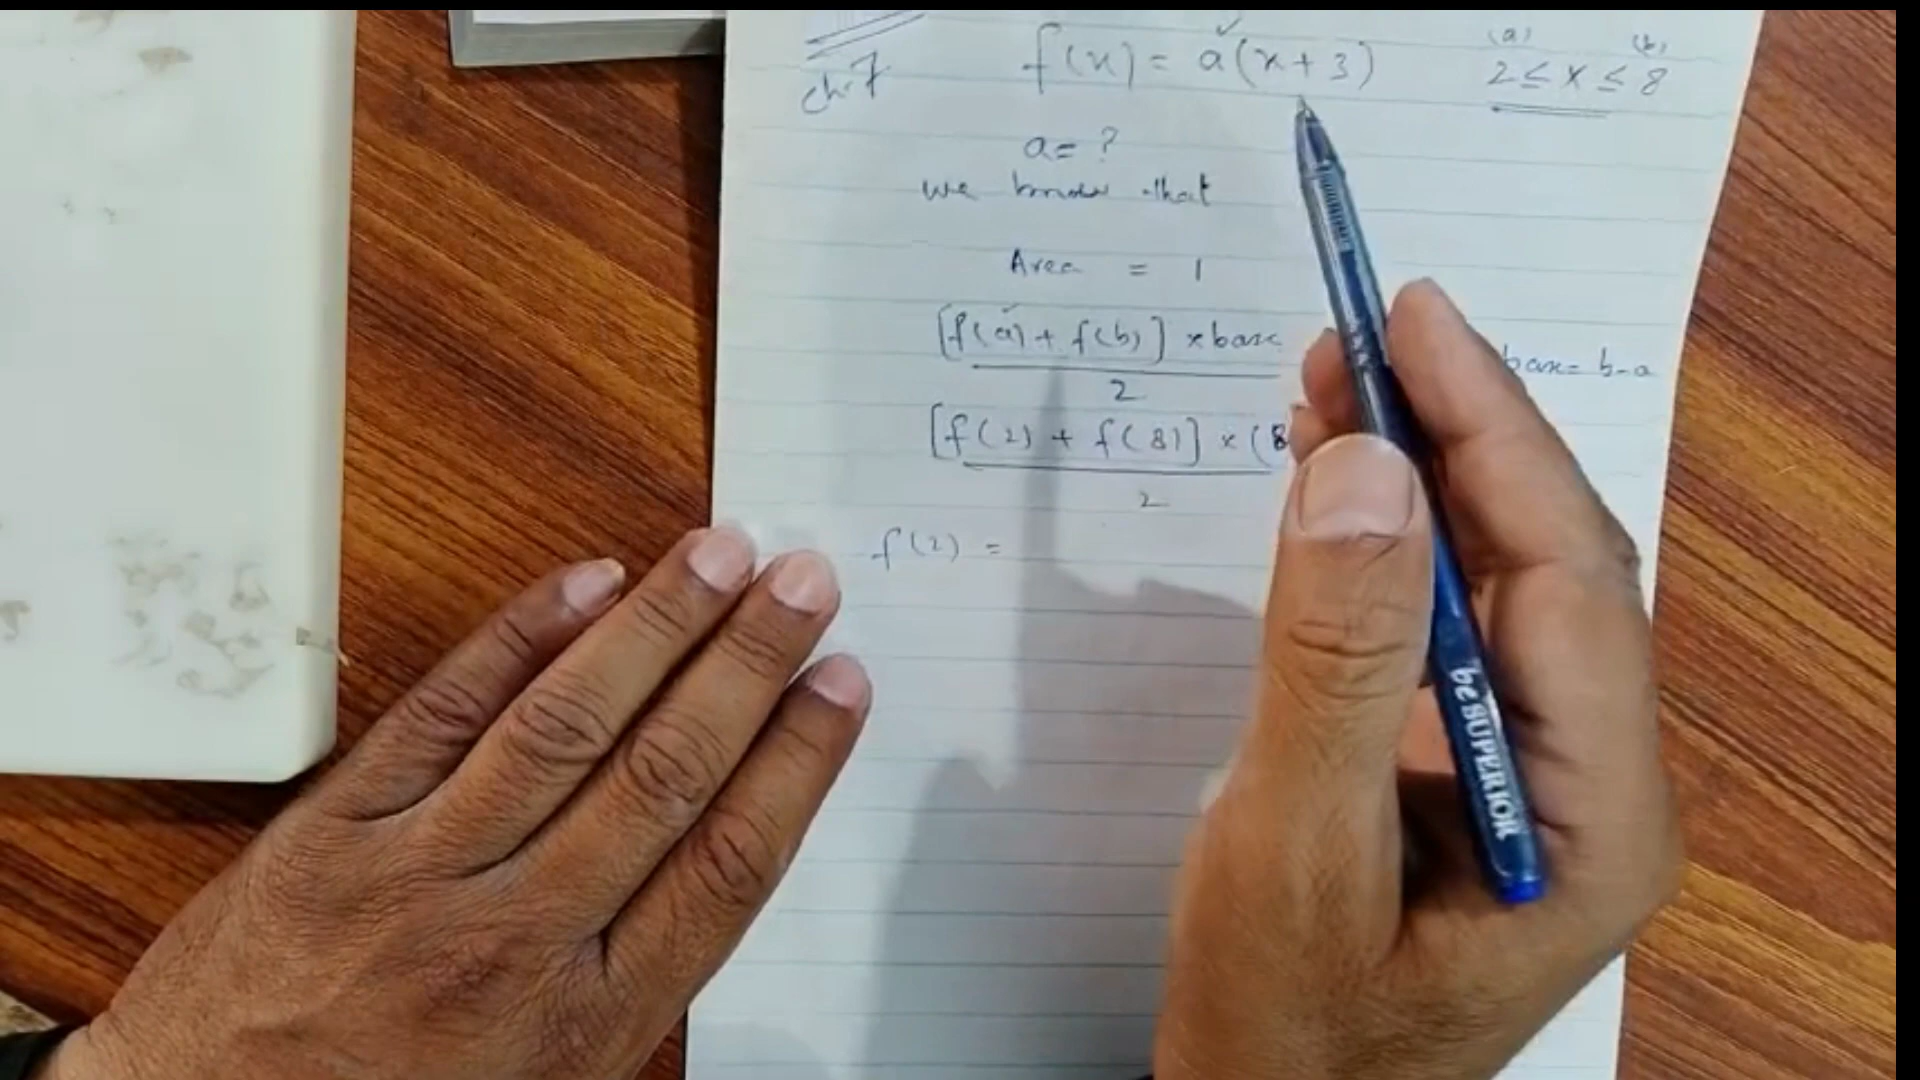 ch-7
f(x) = a(x+3)
(a) (b)
2 ≤ x ≤ 8
a= ?
we know that
Area = 1
[f(a) + f(b)] × base
2
base= b-a
[f(2) + f(8)] × (8
2
f(2) =
be SUPERIOR